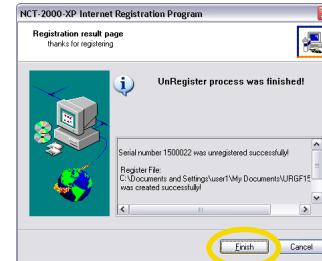 NCT-2000-XP Internet Registration Program
Registration result page
thanks for registering
UnRegister process was finished!
Serial number 1500022 was unregistered successfully!
Register File:
C:\Documents and Settings\user1\My Documents\URGF15
was created successfully!
Finish
Cancel